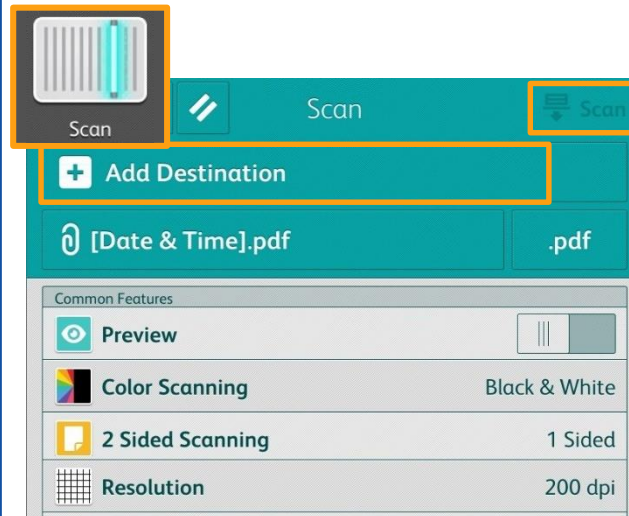 Scan
Scan
Scan
Add Destination
[Date & Time].pdf
.pdf
Common Features
Preview
Color Scanning
Black & White
2 Sided Scanning
1 Sided
Resolution
200 dpi